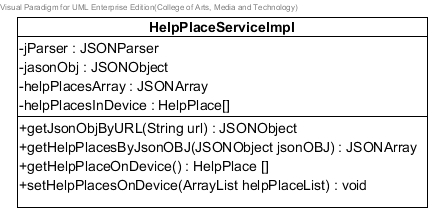 Visual Paradigm for UML Enterprise Edition(College of Arts, Media and Technology)
HelpPlaceServiceImpl
-jParser : JSONParser
-jasonObj : JSONObject
-helpPlacesArray : JSONArray
-helpPlacesInDevice : HelpPlace[]
+getJsonObjByURL(String url) : JSONObject
+getHelpPlacesByJsonOBJ(JSONObject jsonOBJ) : JSONArray
+getHelpPlaceOnDevice() : HelpPlace []
+setHelpPlacesOnDevice(ArrayList helpPlaceList) : void